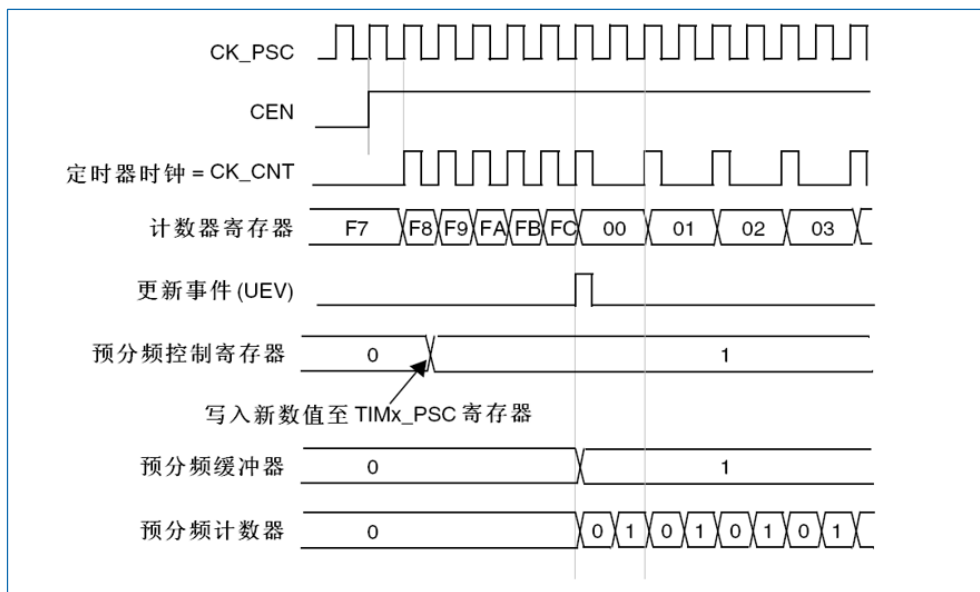 CK_PSC
CEN
定时器时钟 = CK_CNT
计数器寄存器 F7 F8 F9 FA FB FC 00 01 02 03
更新事件(UEV)
预分频控制寄存器 0 1
写入新数值至 TIMx_PSC 寄存器
预分频缓冲器 0 1
预分频计数器 0 0 1 0 1 0 1 0 1